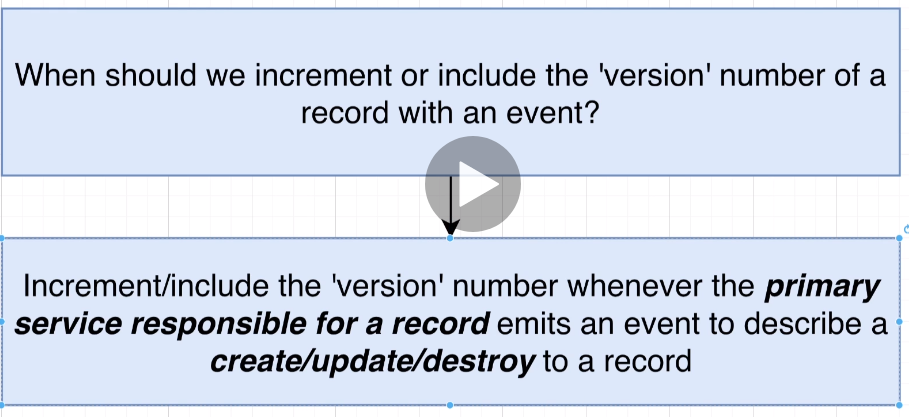 When should we increment or include the 'version' number of a
record with an event?
Increment/include the 'version' number whenever the primary
service responsible for a record emits an event to describe a
create/update/destroy to a record